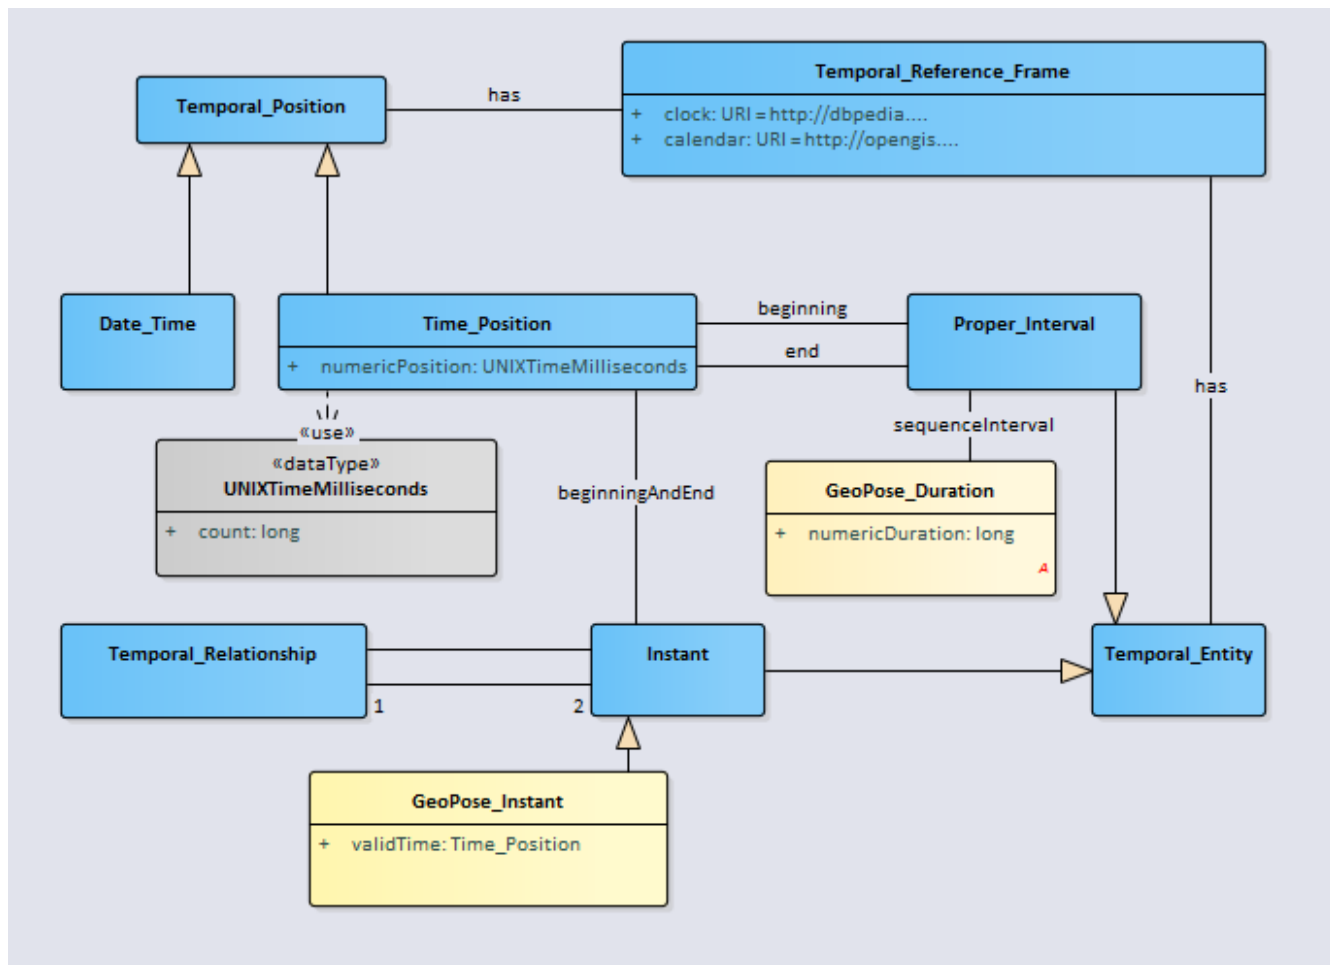 Temporal_Reference_Frame
+ clock: URI = http://dbpedia....
+ calendar: URI = http://opengis....
Temporal_Position
has
Date_Time
Time_Position
+ numericPosition: UNIXTimeMilliseconds
beginning
end
Proper_Interval
has
«use»
«dataType»
UNIXTimeMilliseconds
+ count: long
beginningAndEnd
sequenceInterval
GeoPose_Duration
+ numericDuration: long
A
Temporal_Relationship
1
2
Instant
Temporal_Entity
GeoPose_Instant
+ validTime: Time_Position